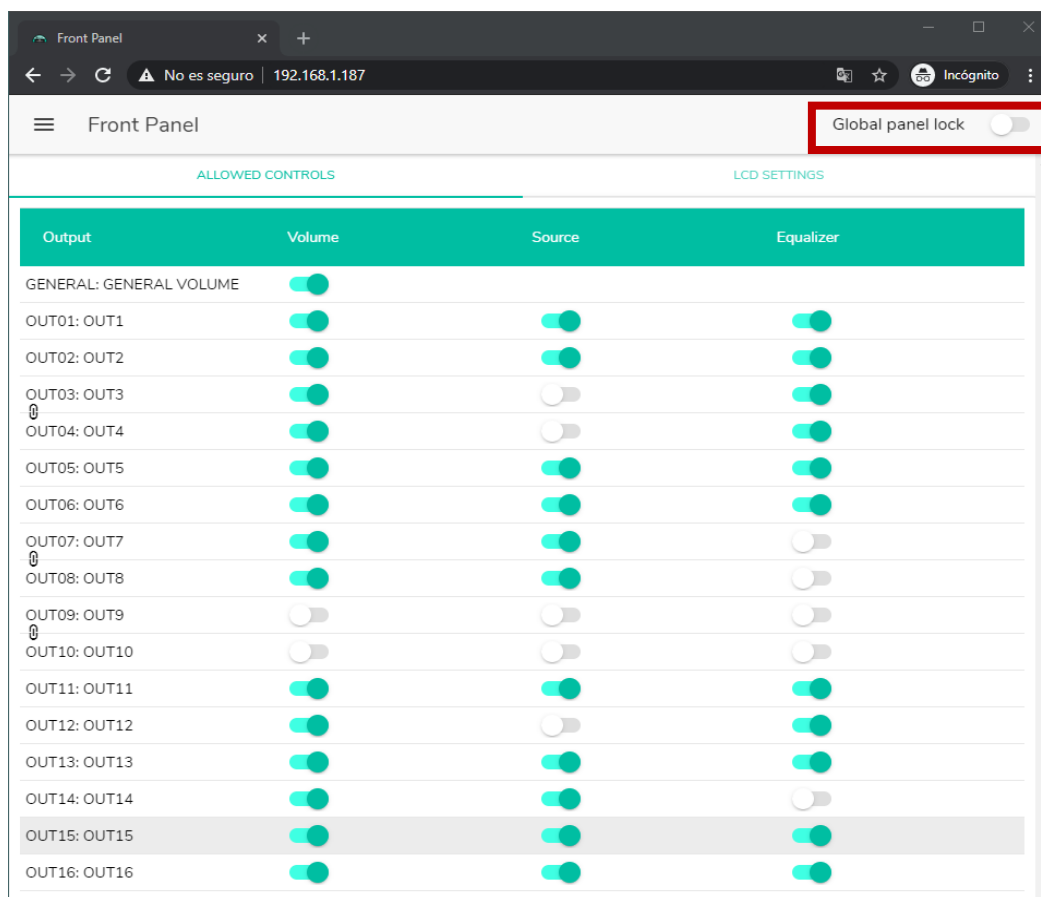 Front Panel
No es seguro | 192.168.1.187
Incógnito
Front Panel
Global panel lock
ALLOWED CONTROLS
LCD SETTINGS
Output Volume Source Equalizer
GENERAL: GENERAL VOLUME
OUT01: OUT1
OUT02: OUT2
OUT03: OUT3
OUT04: OUT4
OUT05: OUT5
OUT06: OUT6
OUT07: OUT7
OUT08: OUT8
OUT09: OUT9
OUT10: OUT10
OUT11: OUT11
OUT12: OUT12
OUT13: OUT13
OUT14: OUT14
OUT15: OUT15
OUT16: OUT16